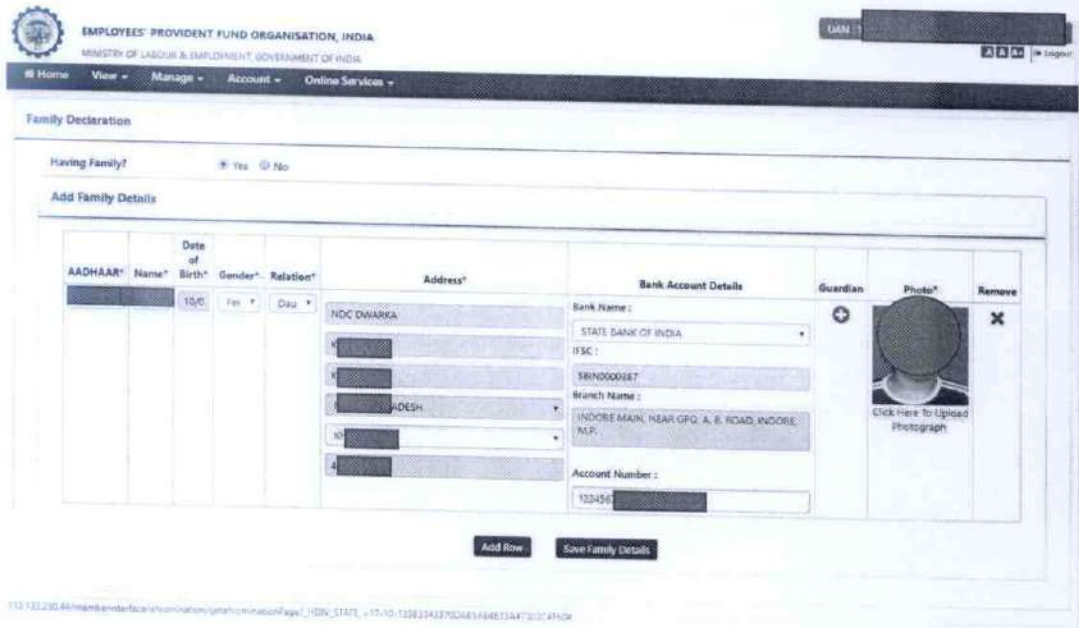 EMPLOYEES' PROVIDENT FUND ORGANISATION, INDIA
MINISTRY OF LABOUR & EMPLOYMENT, GOVERNMENT OF INDIA
UAN :
A A A+ Logout
Home View Manage Account Online Services
Family Declaration
Having Family? Yes No
Add Family Details
AADHAAR* Name* Date of Birth* Gender* Relation* Address* Bank Account Details Guardian Photo* Remove
10/0 Fer Dau
NDC DWARKA
ADESH
Bank Name :
STATE BANK OF INDIA
IFSC :
Branch Name :
INDORE MAIN, NEAR GPO, A. B. ROAD, INDORE,
M.P.
Account Number :
Click Here To Upload
Photograph
Add Row Save Family Details